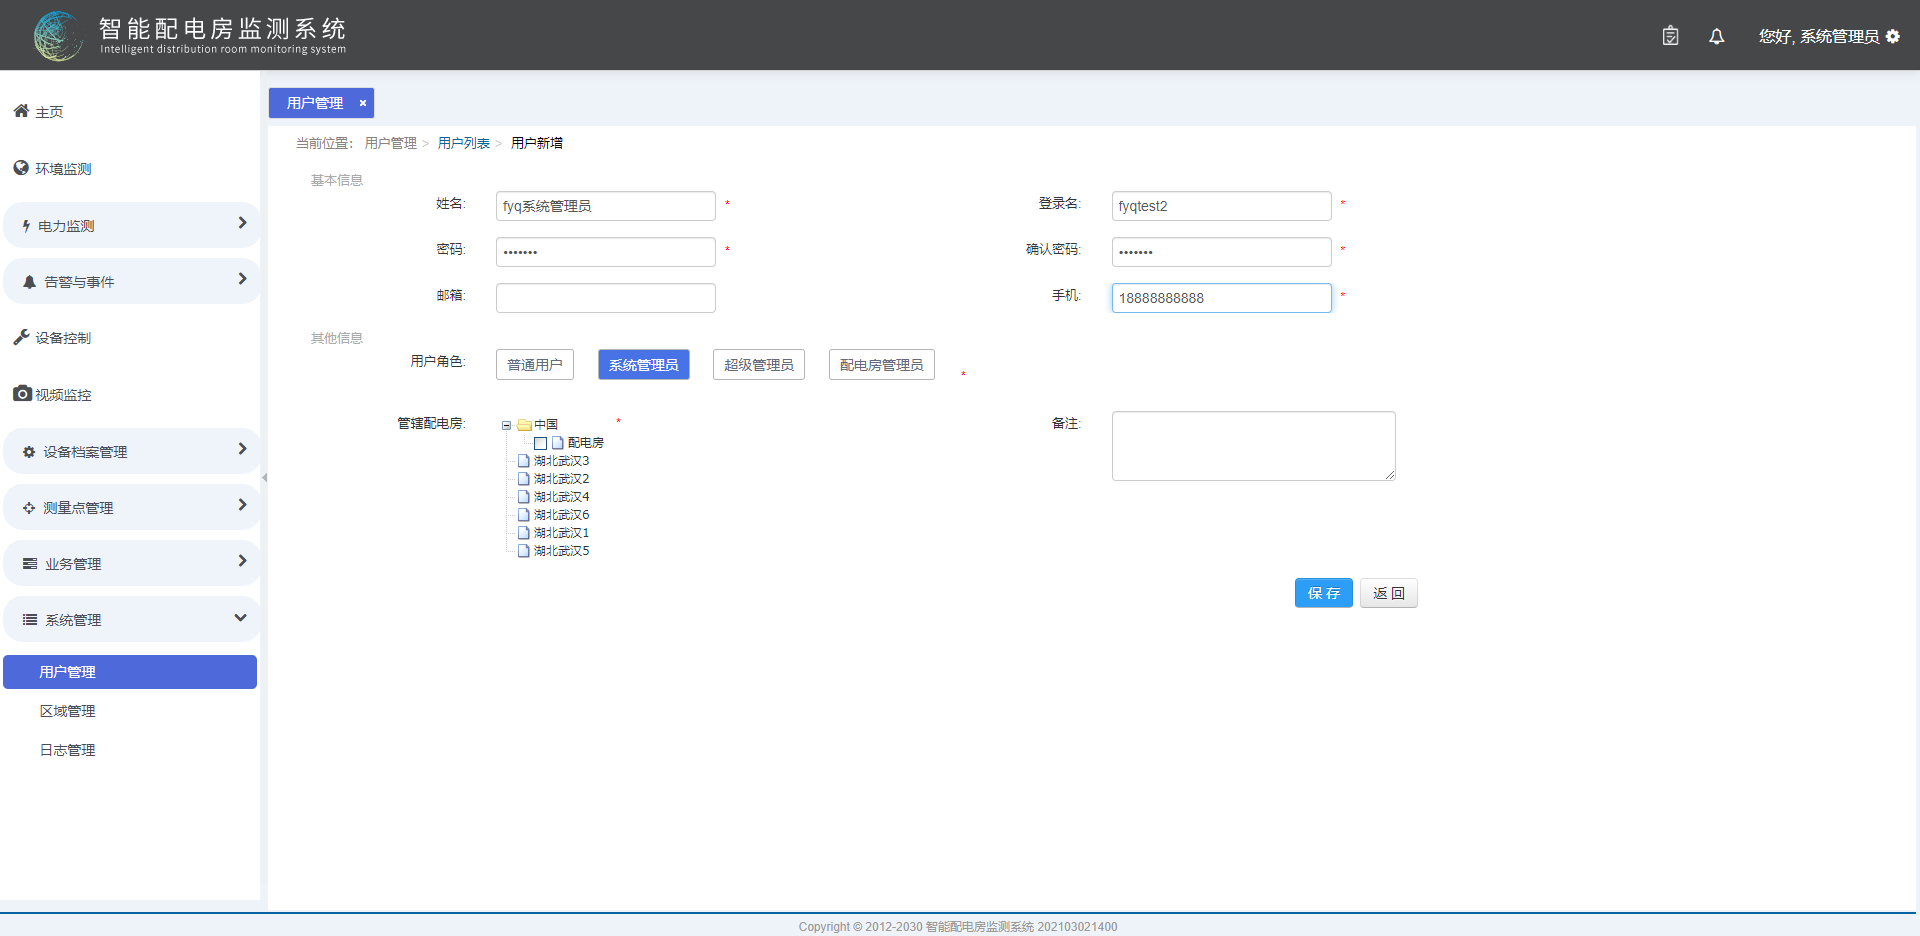 智能配电房监测系统
Intelligent distribution room monitoring system
您好, 系统管理员
主页
环境监测
电力监测
告警与事件
设备控制
视频监控
设备档案管理
测量点管理
业务管理
系统管理
用户管理
区域管理
日志管理
用户管理 ×
当前位置： 用户管理 > 用户列表 > 用户新增
基本信息
姓名: fyq系统管理员 * 登录名: fyqtest2 *
密码: ••••••• * 确认密码: ••••••• *
邮箱: 手机: 18888888888 *
其他信息
用户角色: 普通用户 系统管理员 超级管理员 配电房管理员 *
管辖配电房: 中国 * 备注:
配电房
湖北武汉3
湖北武汉2
湖北武汉4
湖北武汉6
湖北武汉1
湖北武汉5
保 存 返 回
Copyright © 2012-2030 智能配电房监测系统 202103021400